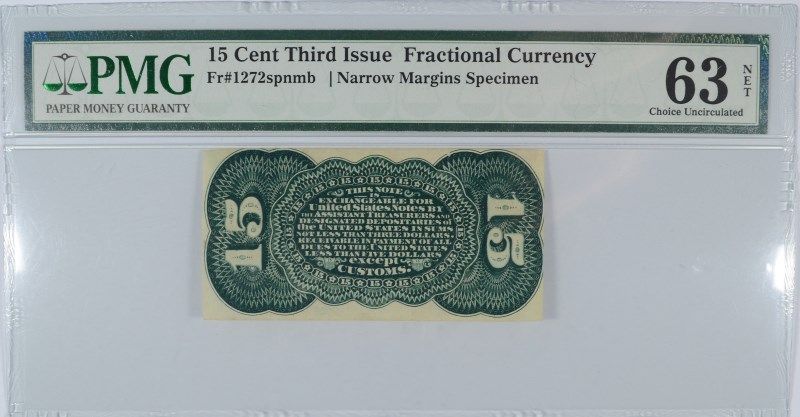 PMG
PAPER MONEY GUARANTY
15 Cent Third Issue Fractional Currency
Fr#1272spnmb | Narrow Margins Specimen
63
NET
Choice Uncirculated
15
THIS NOTE
IS
EXCHANGEABLE FOR
United States Notes BY
THE ASSISTANT TREASURERS AND
DESIGNATED DEPOSITARIES OF
the UNITED STATES IN SUMS
NOT LESS THAN THREE DOLLARS.
RECEIVABLE IN PAYMENT OF ALL
DUES TO THE UNITED STATES
LESS THAN FIVE DOLLARS
except
CUSTOMS.
15